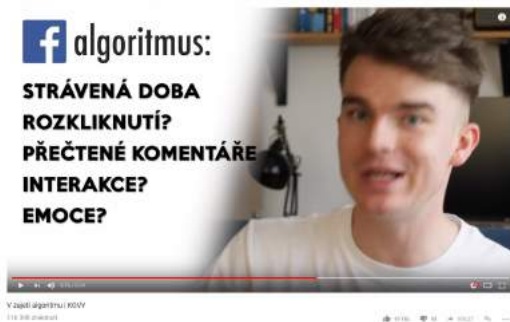 f algoritmus:
STRÁVENÁ DOBA
ROZKLIKNUTÍ?
PŘEČTENÉ KOMENTÁŘE
INTERAKCE?
EMOCE?
V zajetí algoritmu | KOVY